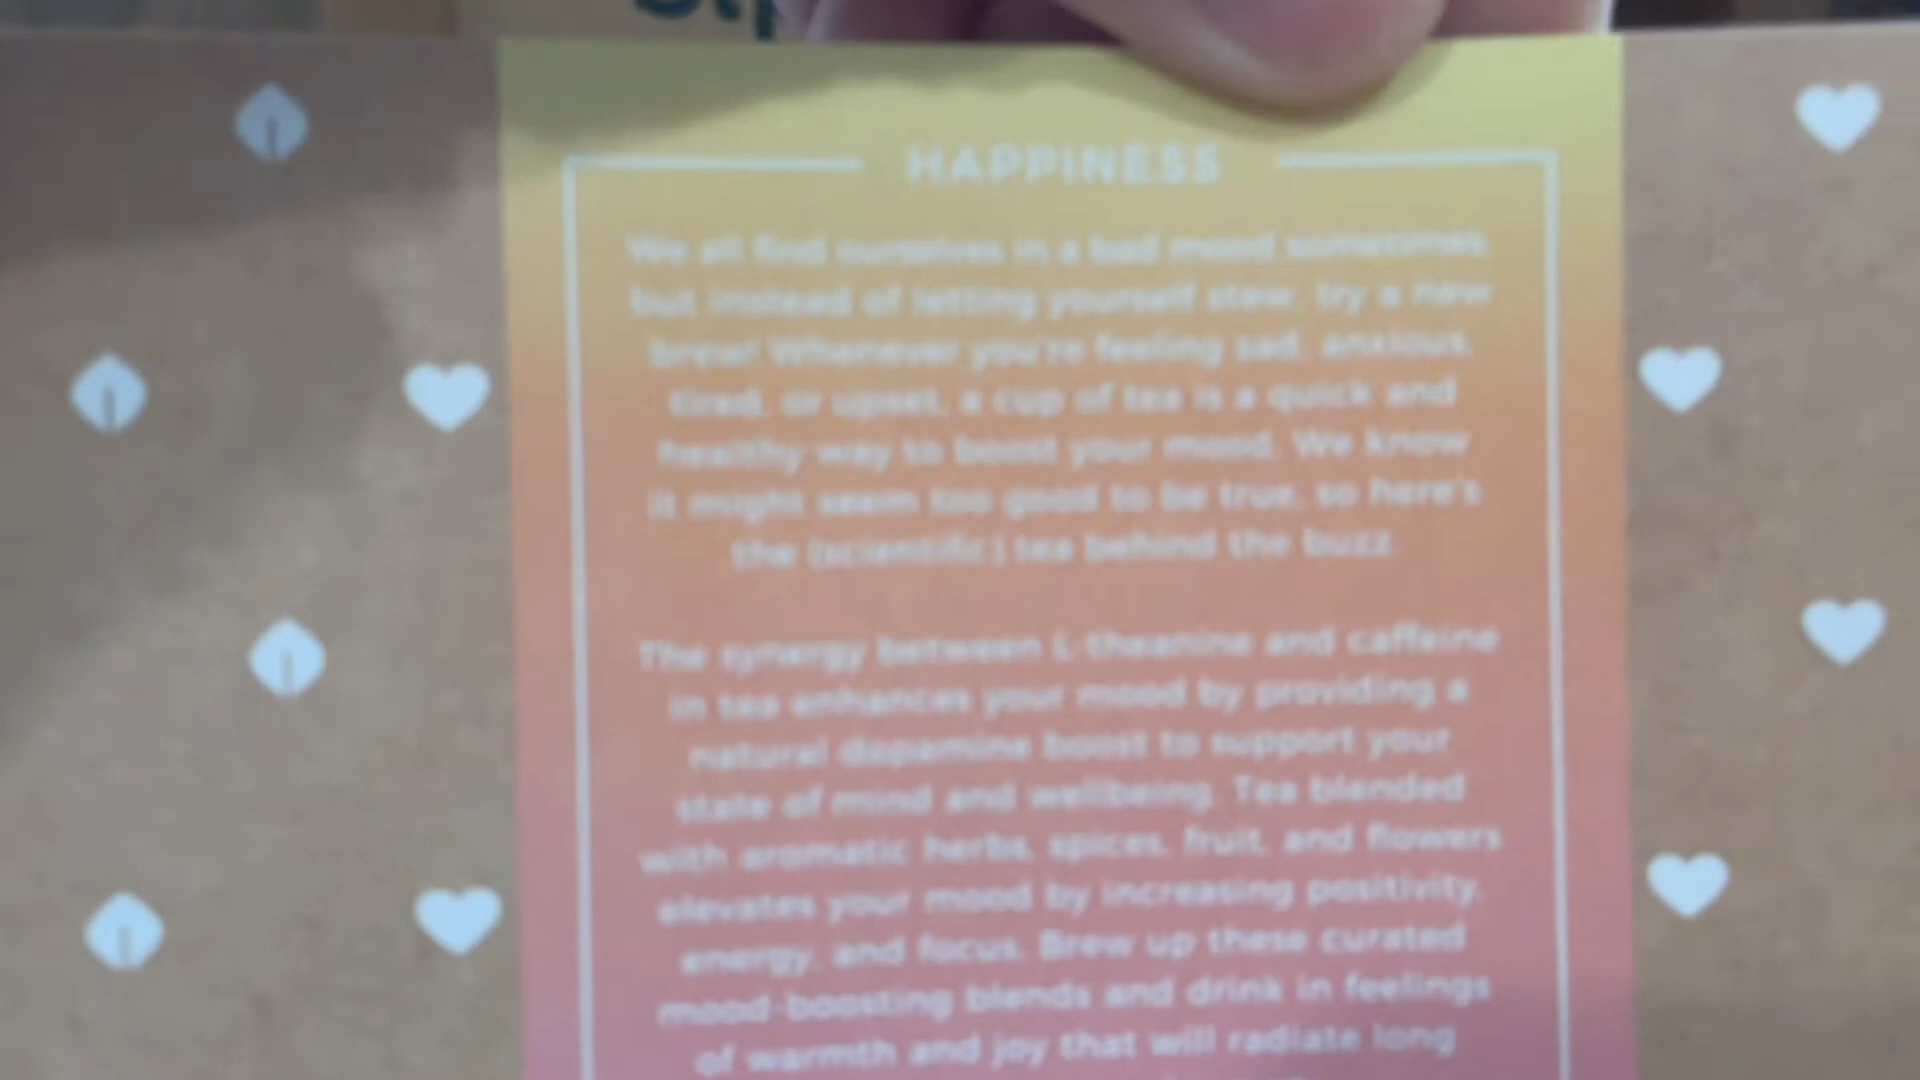 HAPPINESS
We all find ourselves in a bad mood sometimes,
but instead of letting yourself stew, try a new
brew! Whenever you're feeling sad, anxious,
tired, or upset, a cup of tea is a quick and
healthy way to boost your mood. We know
it might seem too good to be true, so here's
the (scientific) tea behind the buzz.
The synergy between L-theanine and caffeine
in tea enhances your mood by providing a
natural dopamine boost to support your
state of mind and wellbeing. Tea blended
with aromatic herbs, spices, fruit, and flowers
elevates your mood by increasing positivity,
energy, and focus. Brew up these curated
mood-boosting blends and drink in feelings
of warmth and joy that will radiate long